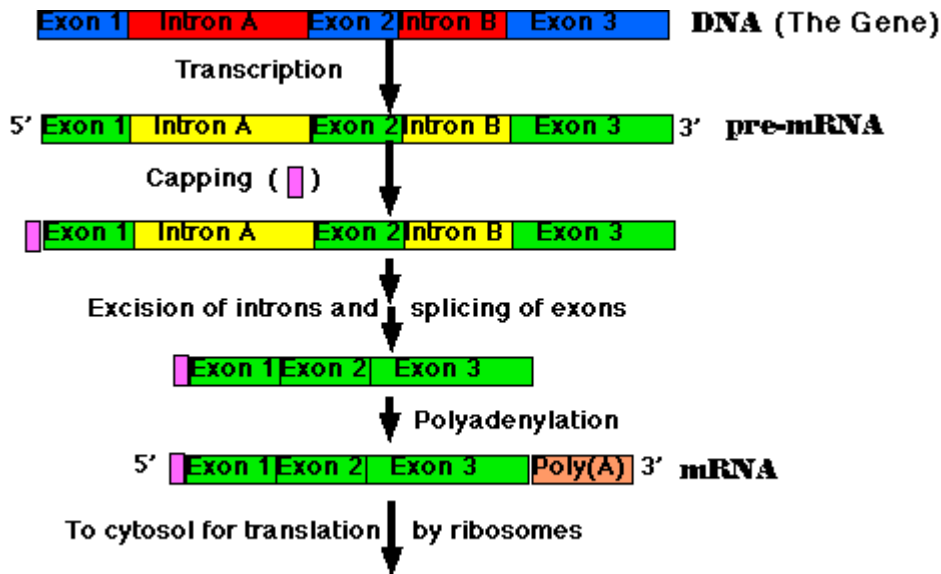 Exon 1 Intron A Exon 2 Intron B Exon 3 DNA (The Gene)
Transcription
5' Exon 1 Intron A Exon 2 Intron B Exon 3 3' pre-mRNA
Capping ( )
Exon 1 Intron A Exon 2 Intron B Exon 3
Excision of introns and splicing of exons
Exon 1 Exon 2 Exon 3
Polyadenylation
5' Exon 1 Exon 2 Exon 3 Poly(A) 3' mRNA
To cytosol for translation by ribosomes